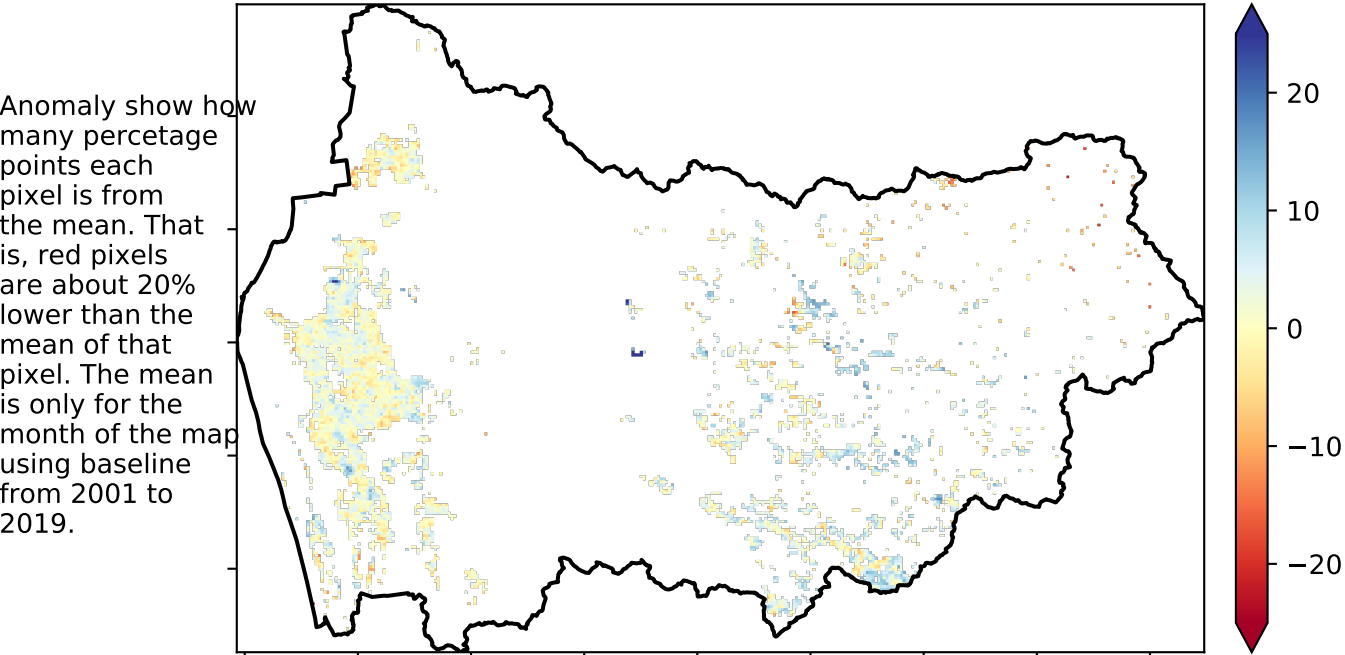 Anomaly show how
many percetage
points each
pixel is from
the mean. That
is, red pixels
are about 20%
lower than the
mean of that
pixel. The mean
is only for the
month of the map
using baseline
from 2001 to
2019.
20
10
0
−10
−20